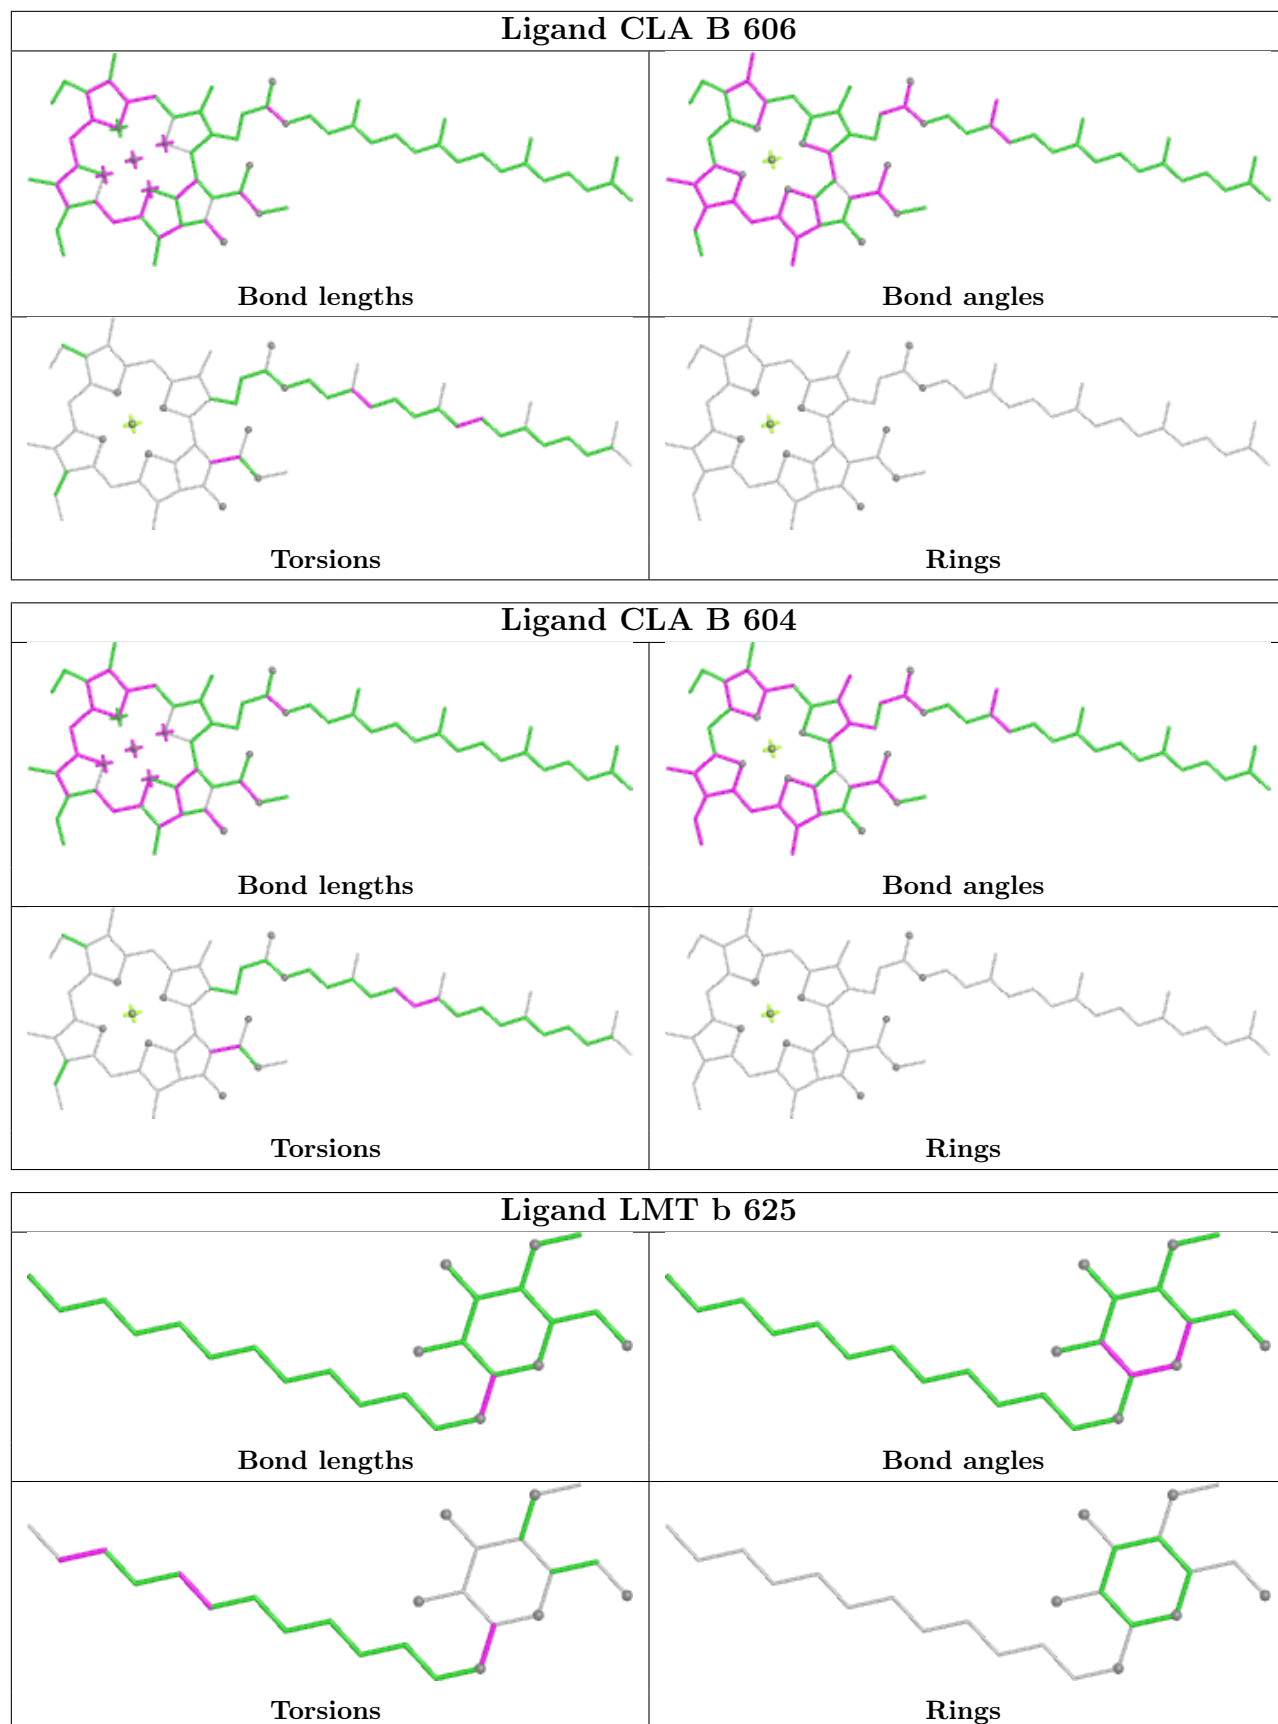 Ligand CLA B 606
Bond lengths
Bond angles
Torsions
Rings
Ligand CLA B 604
Bond lengths
Bond angles
Torsions
Rings
Ligand LMT b 625
Bond lengths
Bond angles
Torsions
Rings